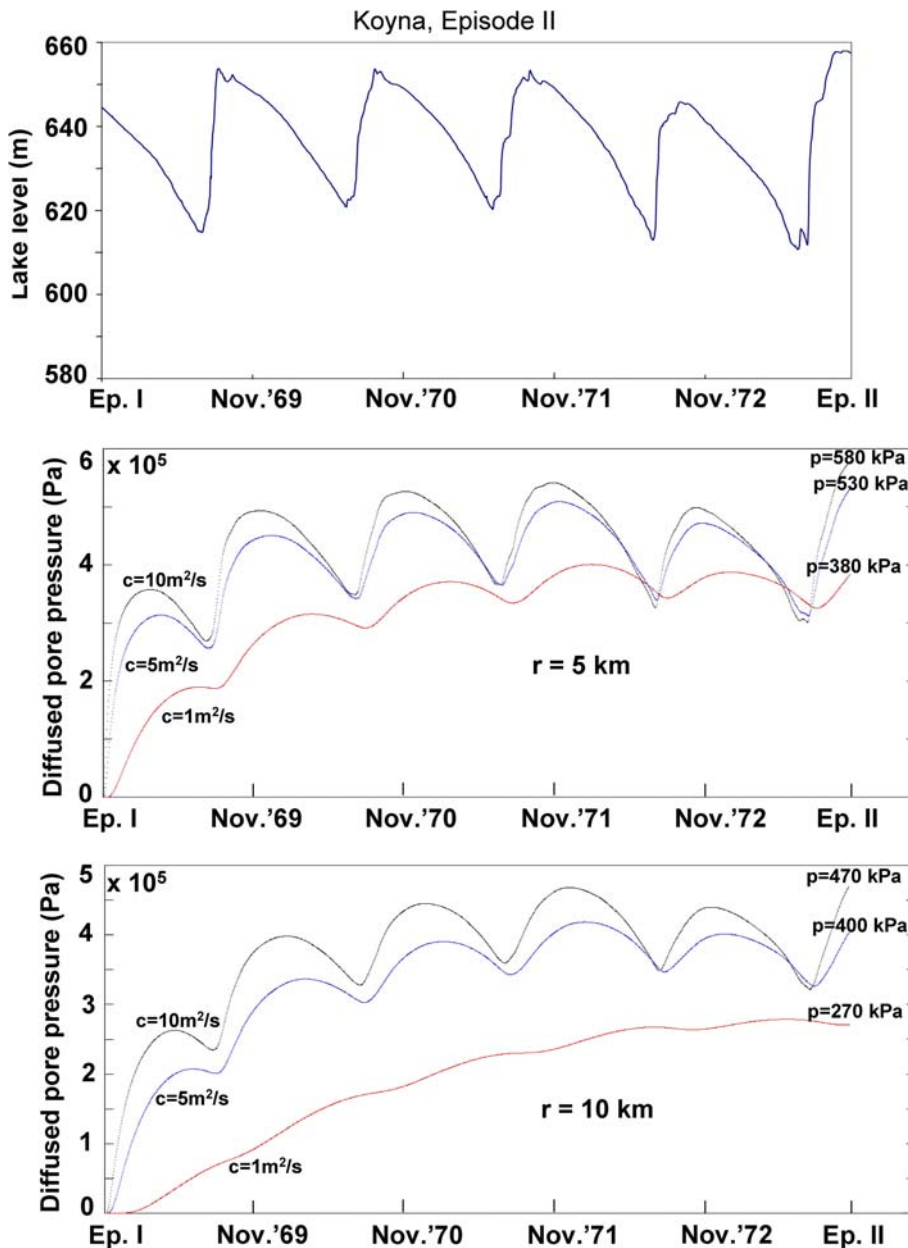 Koyna, Episode II
660
640
620
600
580
Lake level (m)
Ep. I Nov.'69 Nov.'70 Nov.'71 Nov.'72 Ep. II
6
4
2
0
x 10⁵
Diffused pore pressure (Pa)
p=580 kPa
p=530 kPa
p=380 kPa
c=10m²/s
c=5m²/s
c=1m²/s
r = 5 km
Ep. I Nov.'69 Nov.'70 Nov.'71 Nov.'72 Ep. II
5
4
3
2
1
0
x 10⁵
Diffused pore pressure (Pa)
p=470 kPa
p=400 kPa
p=270 kPa
c=10m²/s
c=5m²/s
c=1m²/s
r = 10 km
Ep. I Nov.'69 Nov.'70 Nov.'71 Nov.'72 Ep. II